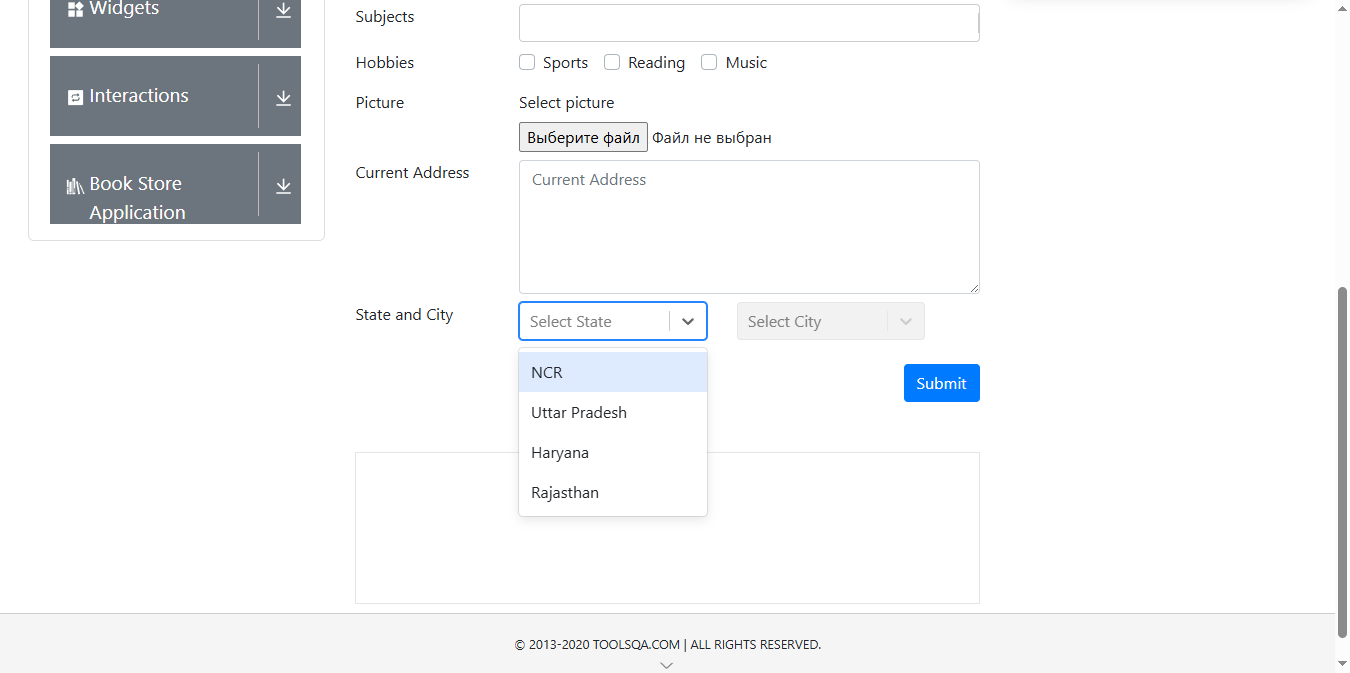 Widgets
Interactions
Book Store
Application
Subjects
Hobbies
Sports
Reading
Music
Picture
Select picture
Выберите файл
Файл не выбран
Current Address
Current Address
State and City
Select State
Select City
NCR
Uttar Pradesh
Haryana
Rajasthan
Submit
© 2013-2020 TOOLSQA.COM | ALL RIGHTS RESERVED.